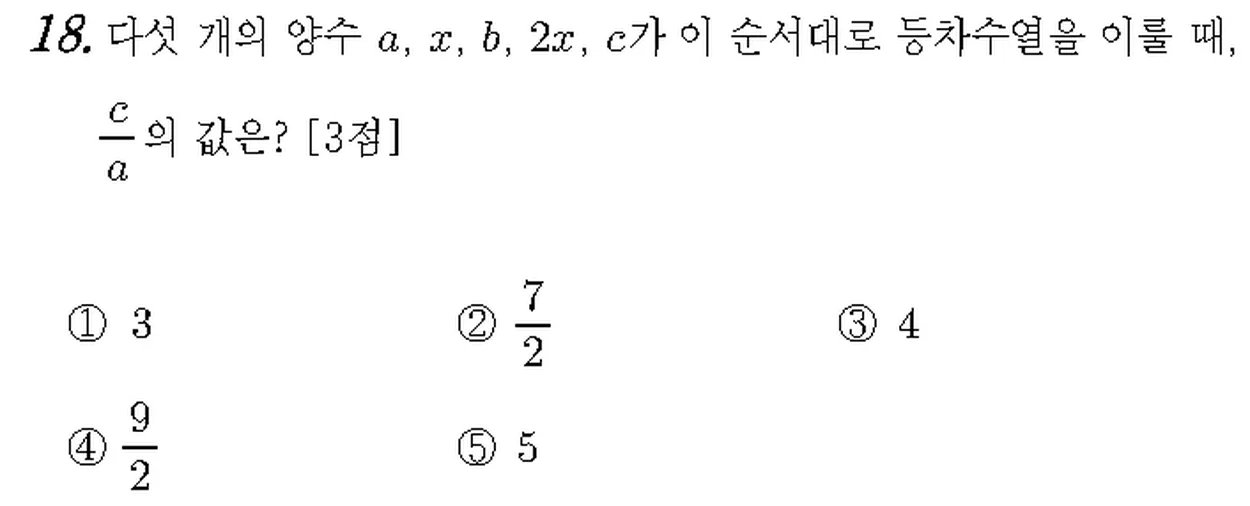 18. 다섯 개의 양수 a, x, b, 2x, c가 이 순서대로 등차수열을 이룰 때,
c/a의 값은? [3점]
① 3 ② 7/2 ③ 4
④ 9/2 ⑤ 5